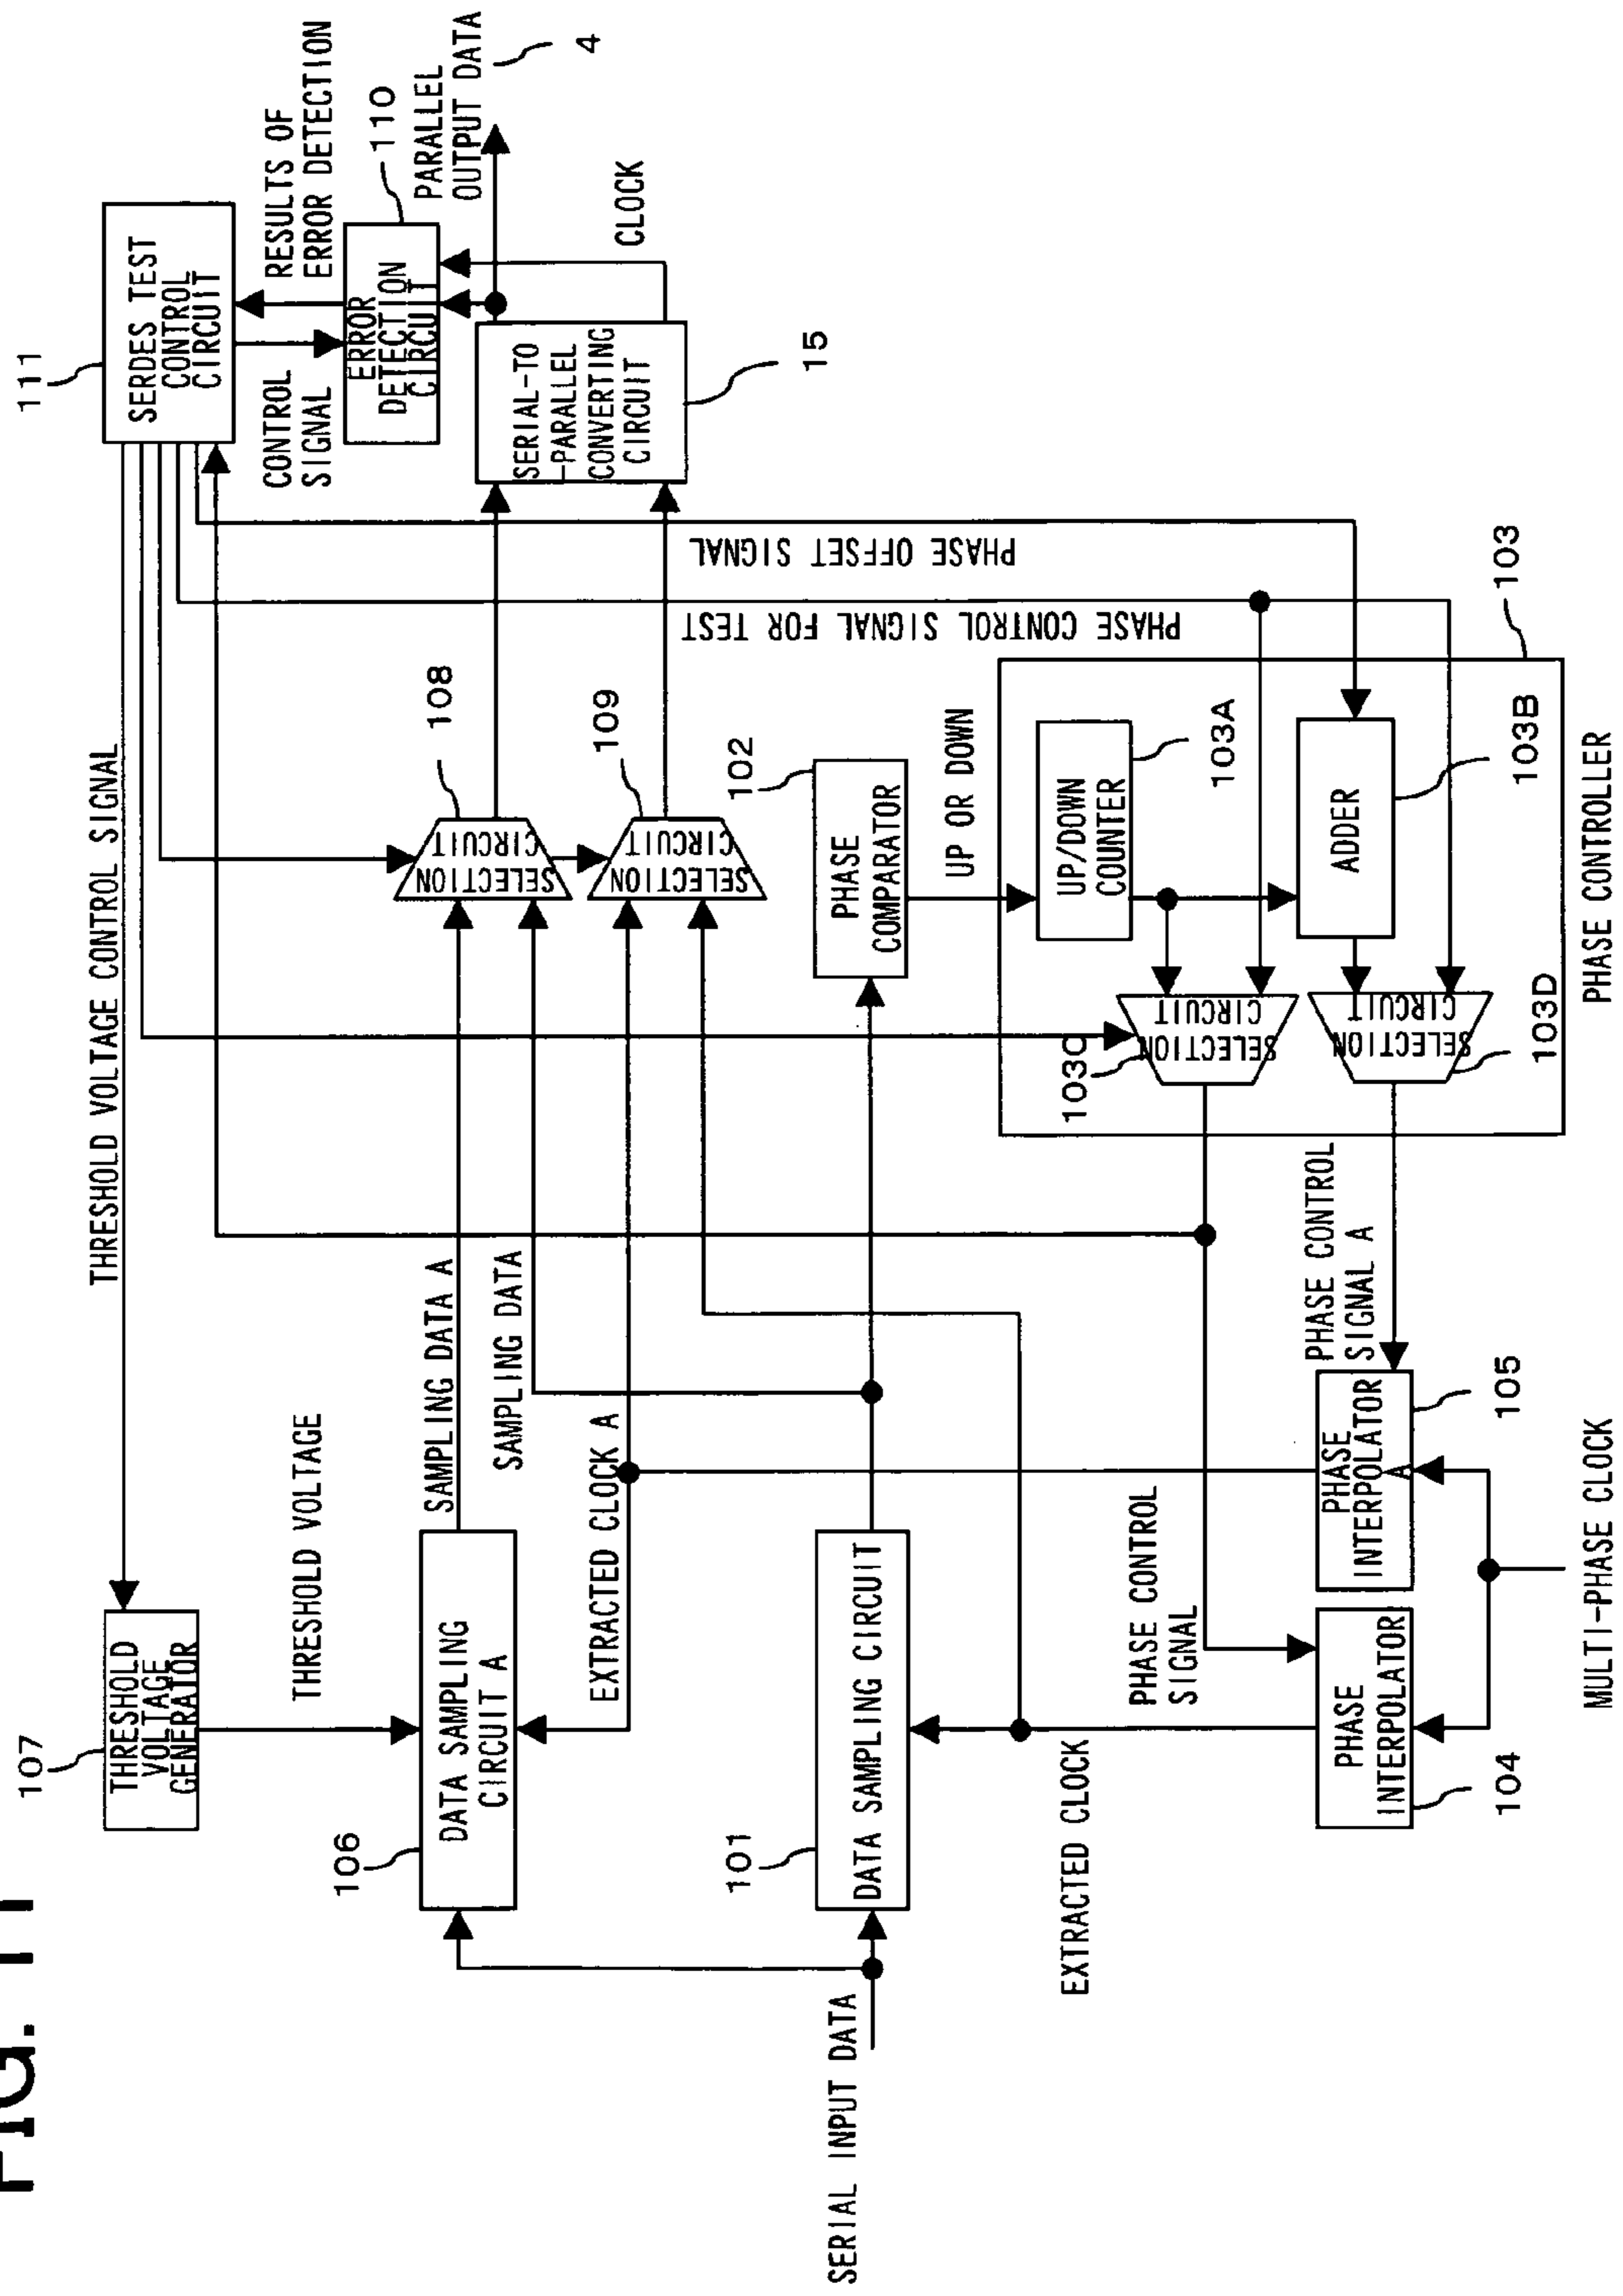 FIG. 11
107
THRESHOLD
VOLTAGE
GENERATOR
THRESHOLD VOLTAGE CONTROL SIGNAL
111
SERDES TEST
CONTROL
CIRCUIT
CONTROL
SIGNAL
RESULTS OF
ERROR DETECTION
ERROR
DETECTION
CIRCUIT
110
PARALLEL
OUTPUT DATA
4
THRESHOLD VOLTAGE
106
DATA SAMPLING
CIRCUIT A
SAMPLING DATA A
SAMPLING DATA
108
SELECTION
CIRCUIT
109
SELECTION
CIRCUIT
SERIAL-TO
-PARALLEL
CONVERTING
CIRCUIT
15
CLOCK
EXTRACTED CLOCK A
PHASE OFFSET SIGNAL
PHASE CONTROL SIGNAL FOR TEST
SERIAL INPUT DATA
101
DATA SAMPLING CIRCUIT
102
PHASE
COMPARATOR
UP OR DOWN
EXTRACTED CLOCK
PHASE CONTROL
SIGNAL
103
UP/DOWN
COUNTER
103A
103C
SELECTION
CIRCUIT
ADDER
103B
SELECTION
CIRCUIT
103D
PHASE CONTROLLER
PHASE CONTROL
SIGNAL A
PHASE
INTERPOLATOR
104
PHASE
INTERPOLATOR
A
105
MULTI-PHASE CLOCK